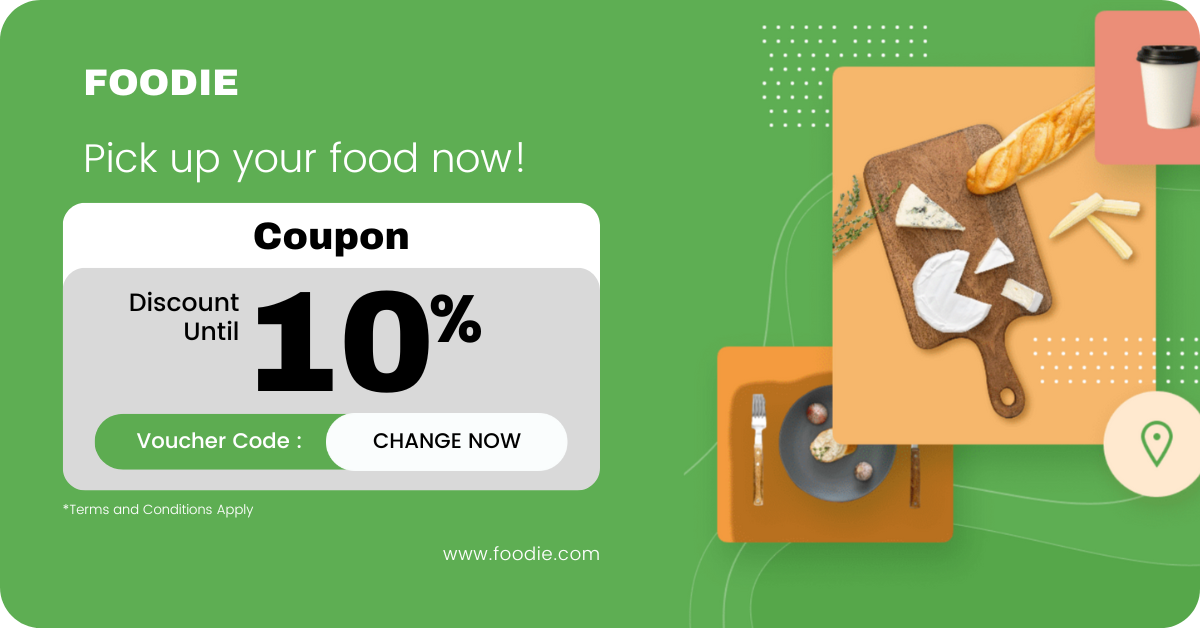 FOODIE
Pick up your food now!
Coupon
Discount
Until
10%
Voucher Code :
CHANGE NOW
*Terms and Conditions Apply
www.foodie.com